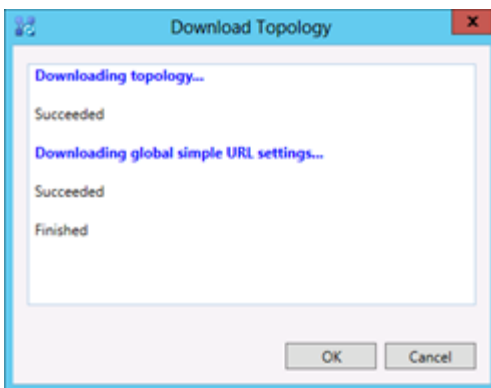 Download Topology
x
Downloading topology...
Succeeded
Downloading global simple URL settings...
Succeeded
Finished
OK
Cancel